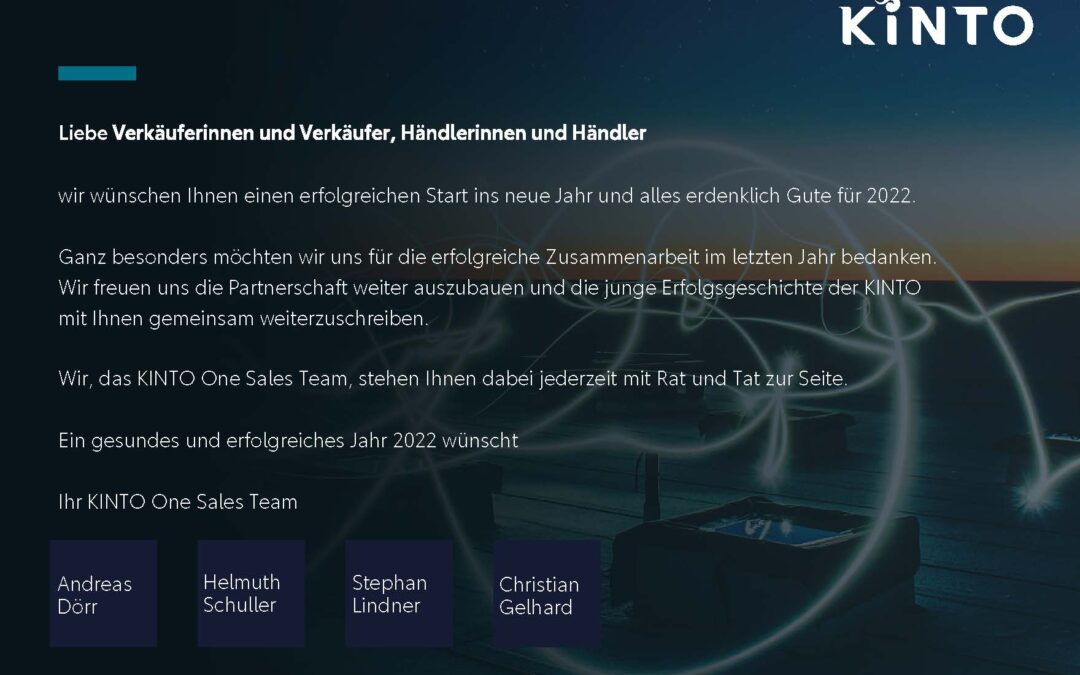 KINTO
Liebe Verkäuferinnen und Verkäufer, Händlerinnen und Händler
wir wünschen Ihnen einen erfolgreichen Start ins neue Jahr und alles erdenklich Gute für 2022.
Ganz besonders möchten wir uns für die erfolgreiche Zusammenarbeit im letzten Jahr bedanken.
Wir freuen uns die Partnerschaft weiter auszubauen und die junge Erfolgsgeschichte der KINTO
mit Ihnen gemeinsam weiterzuschreiben.
Wir, das KINTO One Sales Team, stehen Ihnen dabei jederzeit mit Rat und Tat zur Seite.
Ein gesundes und erfolgreiches Jahr 2022 wünscht
Ihr KINTO One Sales Team
Andreas
Dörr
Helmuth
Schuller
Stephan
Lindner
Christian
Gelhard